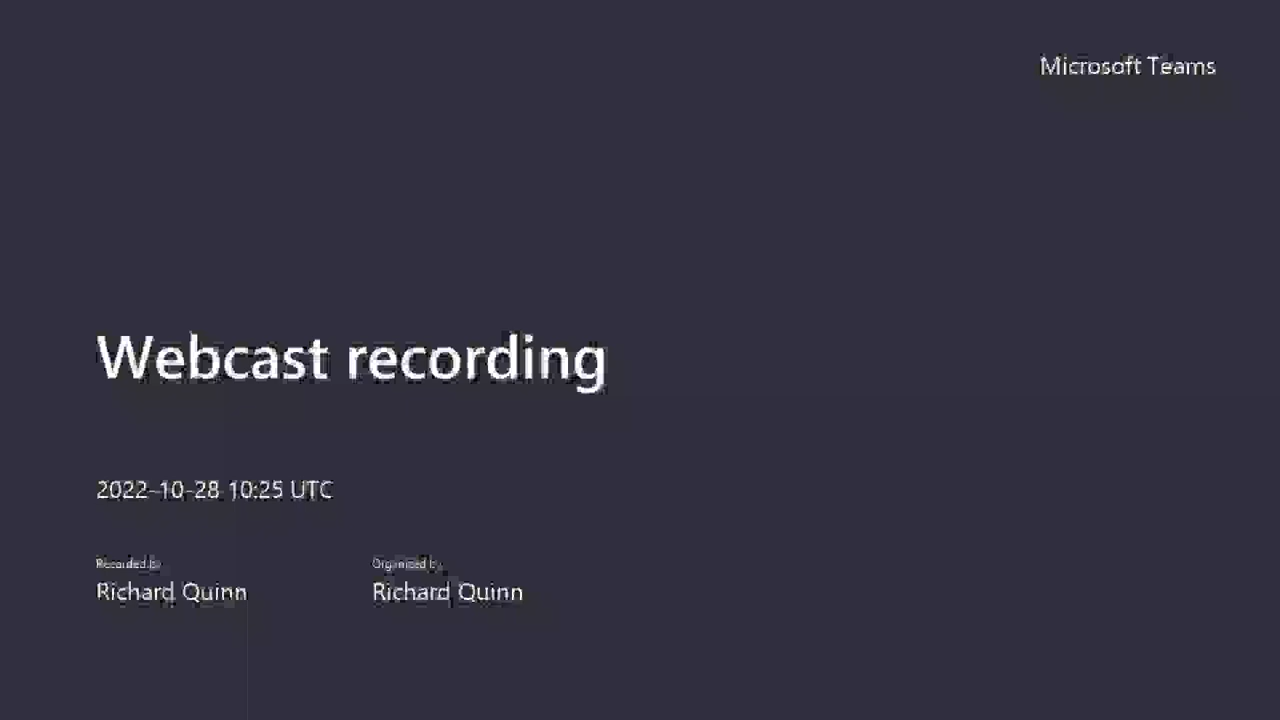 Microsoft Teams
Webcast recording
2022-10-28 10:25 UTC
Recorded by
Organized by
Richard Quinn
Richard Quinn